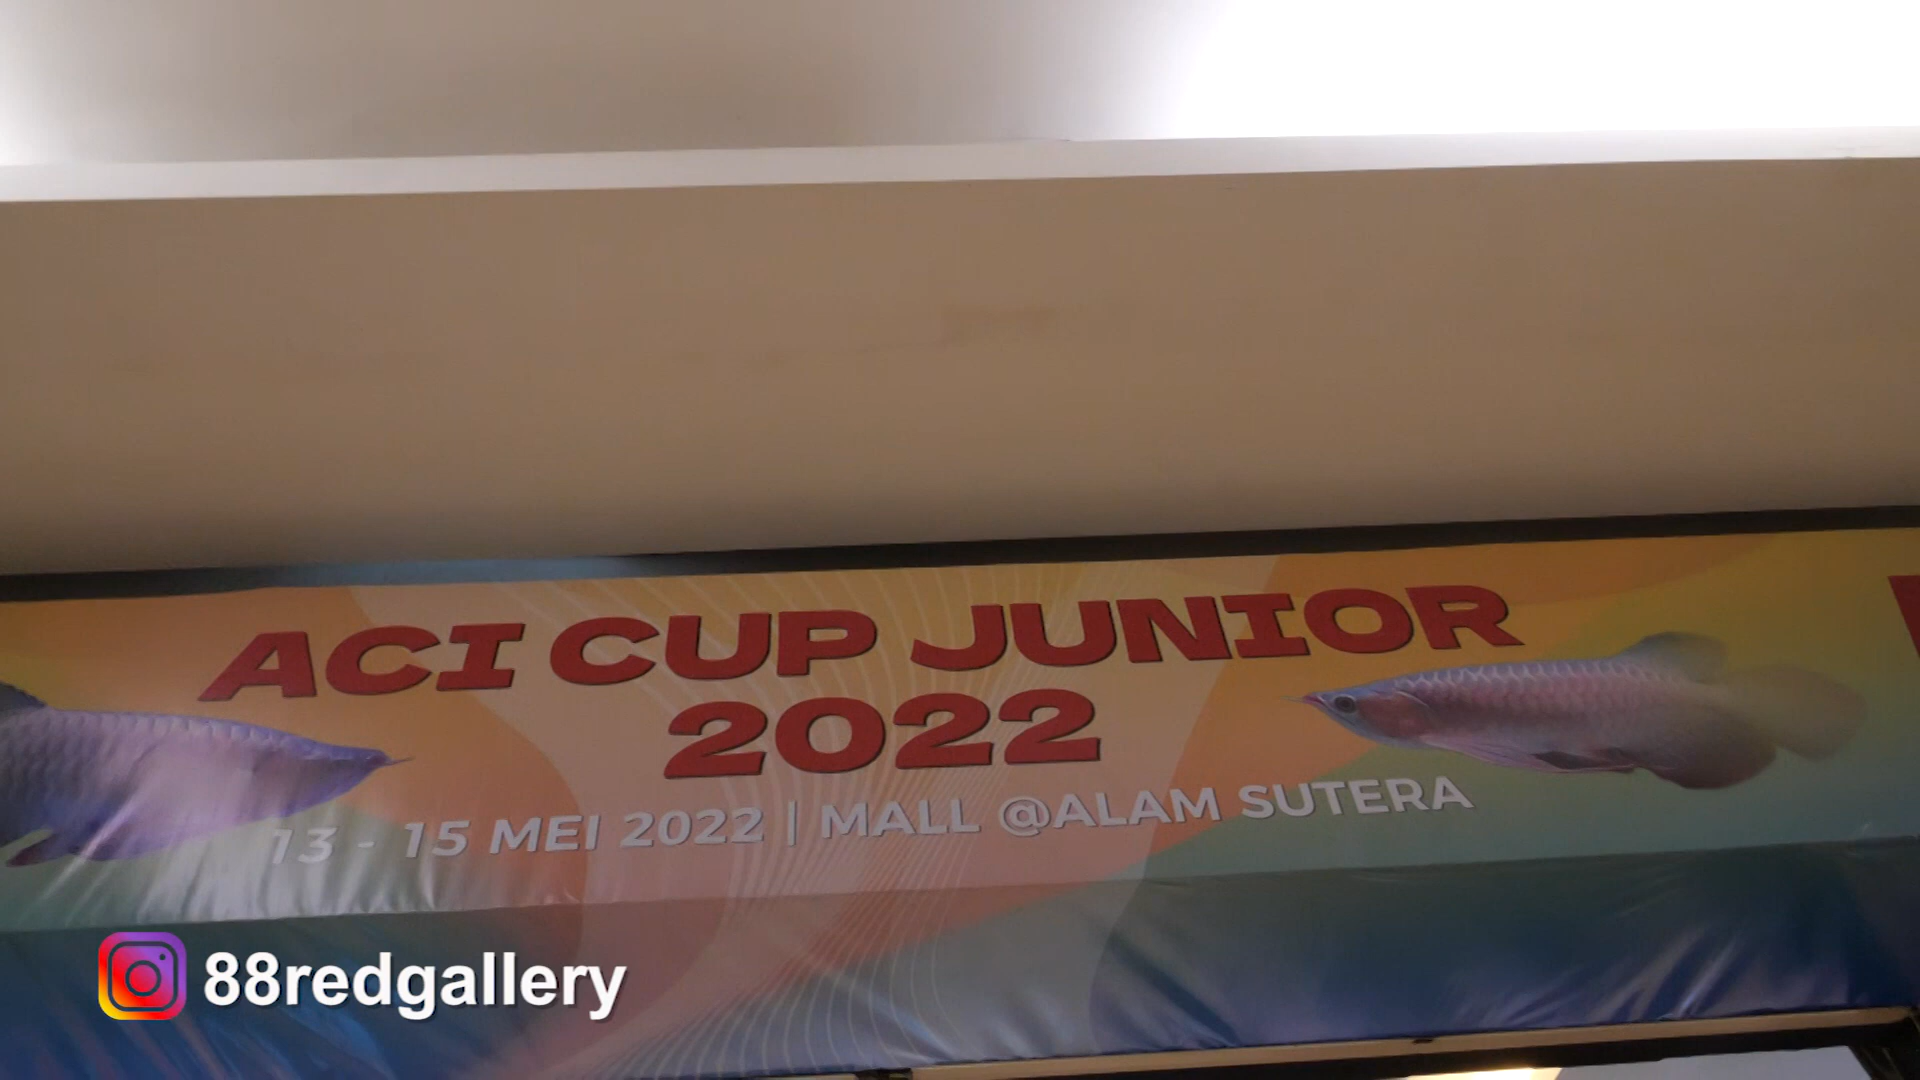 ACI CUP JUNIOR
2022
13 - 15 MEI 2022 | MALL @ALAM SUTERA
88redgallery